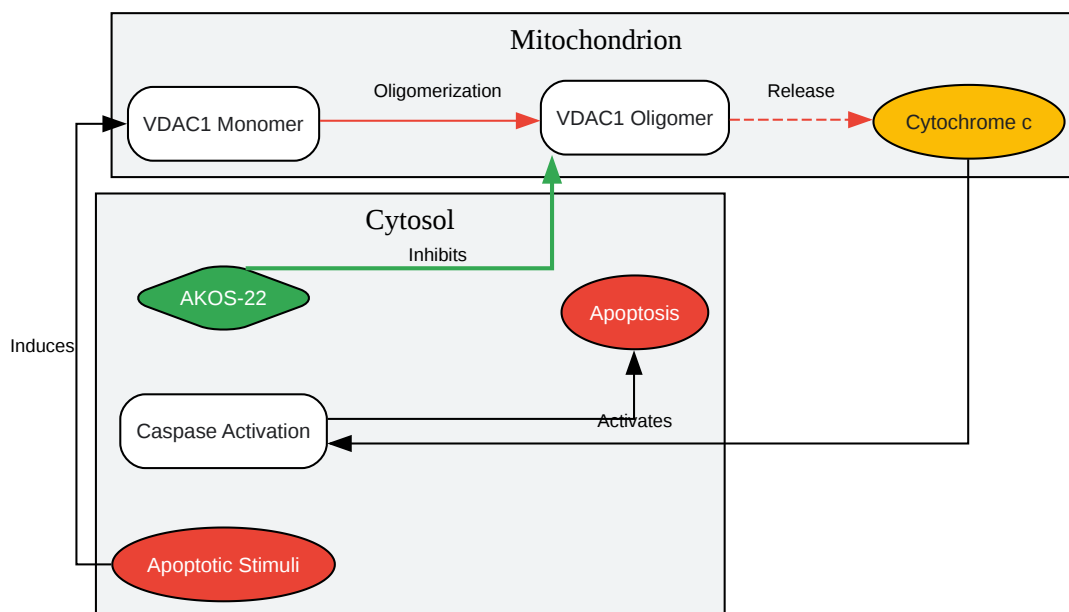 Mitochondrion
Oligomerization
Release
VDAC1 Monomer
VDAC1 Oligomer
Cytochrome c
Cytosol
Inhibits
AKOS-22
Apoptosis
Induces
Activates
Caspase Activation
Apoptotic Stimuli